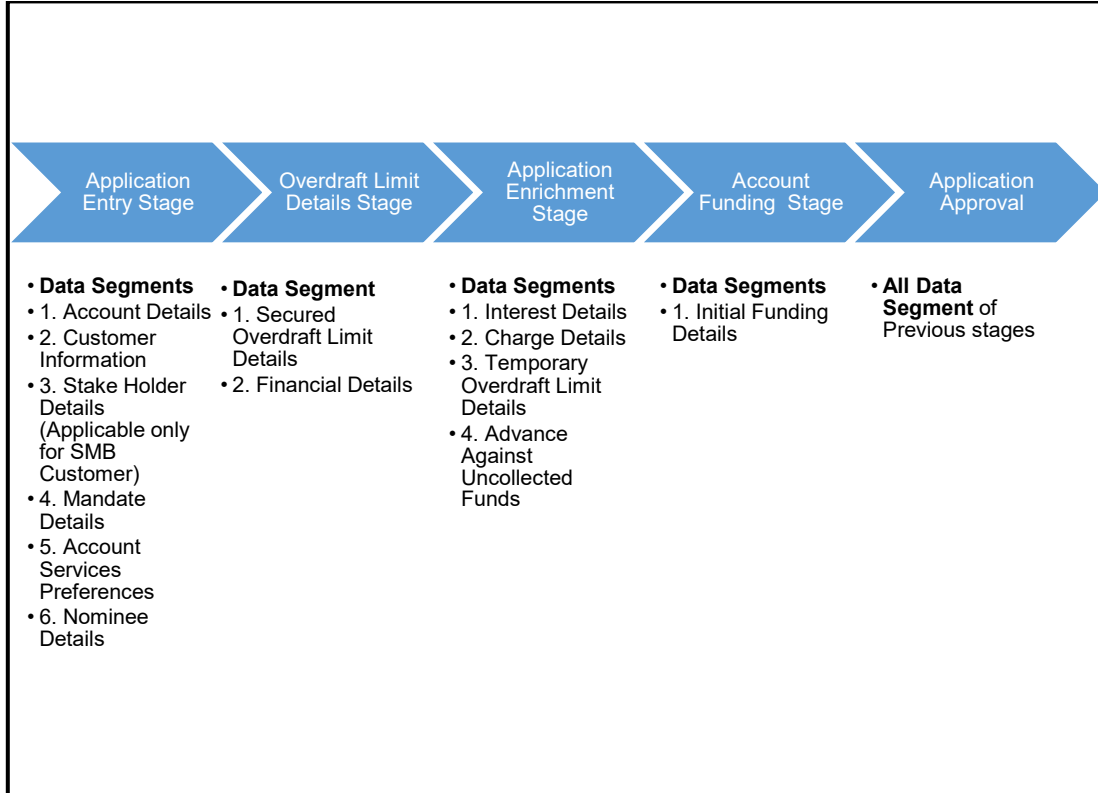 Application
Entry Stage
Overdraft Limit
Details Stage
Application
Enrichment
Stage
Account
Funding Stage
Application
Approval
• Data Segments
• 1. Account Details
• 2. Customer
Information
• 3. Stake Holder
Details
(Applicable only
for SMB
Customer)
• 4. Mandate
Details
• 5. Account
Services
Preferences
• 6. Nominee
Details
• Data Segment
• 1. Secured
Overdraft Limit
Details
• 2. Financial Details
• Data Segments
• 1. Interest Details
• 2. Charge Details
• 3. Temporary
Overdraft Limit
Details
• 4. Advance
Against
Uncollected
Funds
• Data Segments
• 1. Initial Funding
Details
• All Data
Segment of
Previous stages